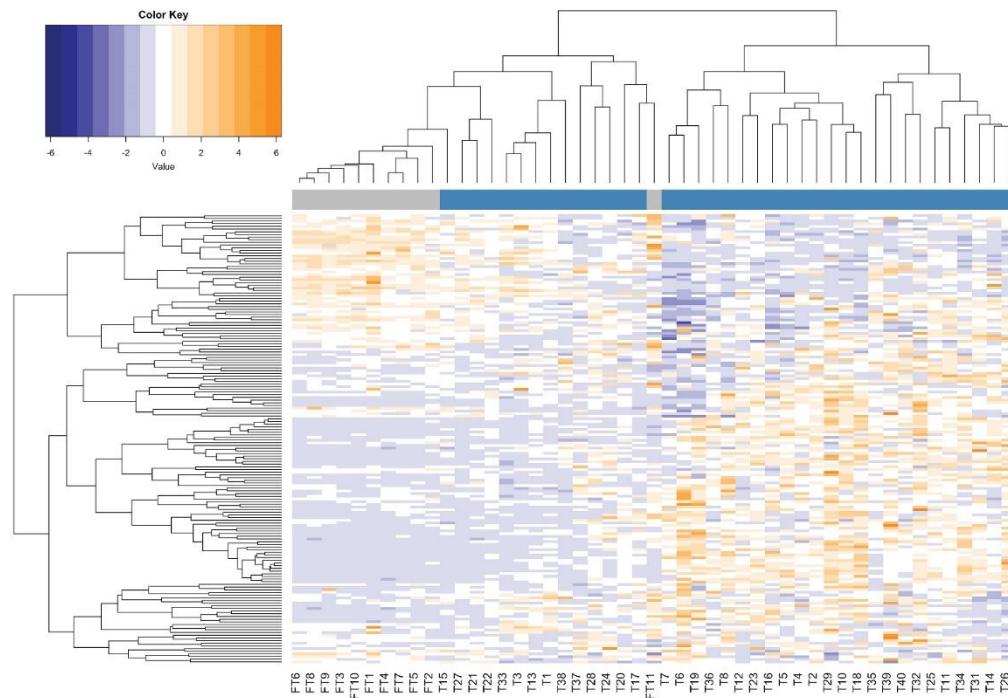 Color Key
-6 -4 -2 0 2 4 6
Value
FT6 FT8 FT9 FT3 FT10 FT1 FT4 FT7 FT5 FT2 T15 T27 T21 T22 T33 T3 T13 T1 T38 T37 T28 T24 T20 T17 FT11 T7 T6 T19 T36 T8 T12 T23 T16 T5 T4 T2 T29 T10 T18 T35 T39 T40 T32 T25 T11 T34 T31 T14 T9